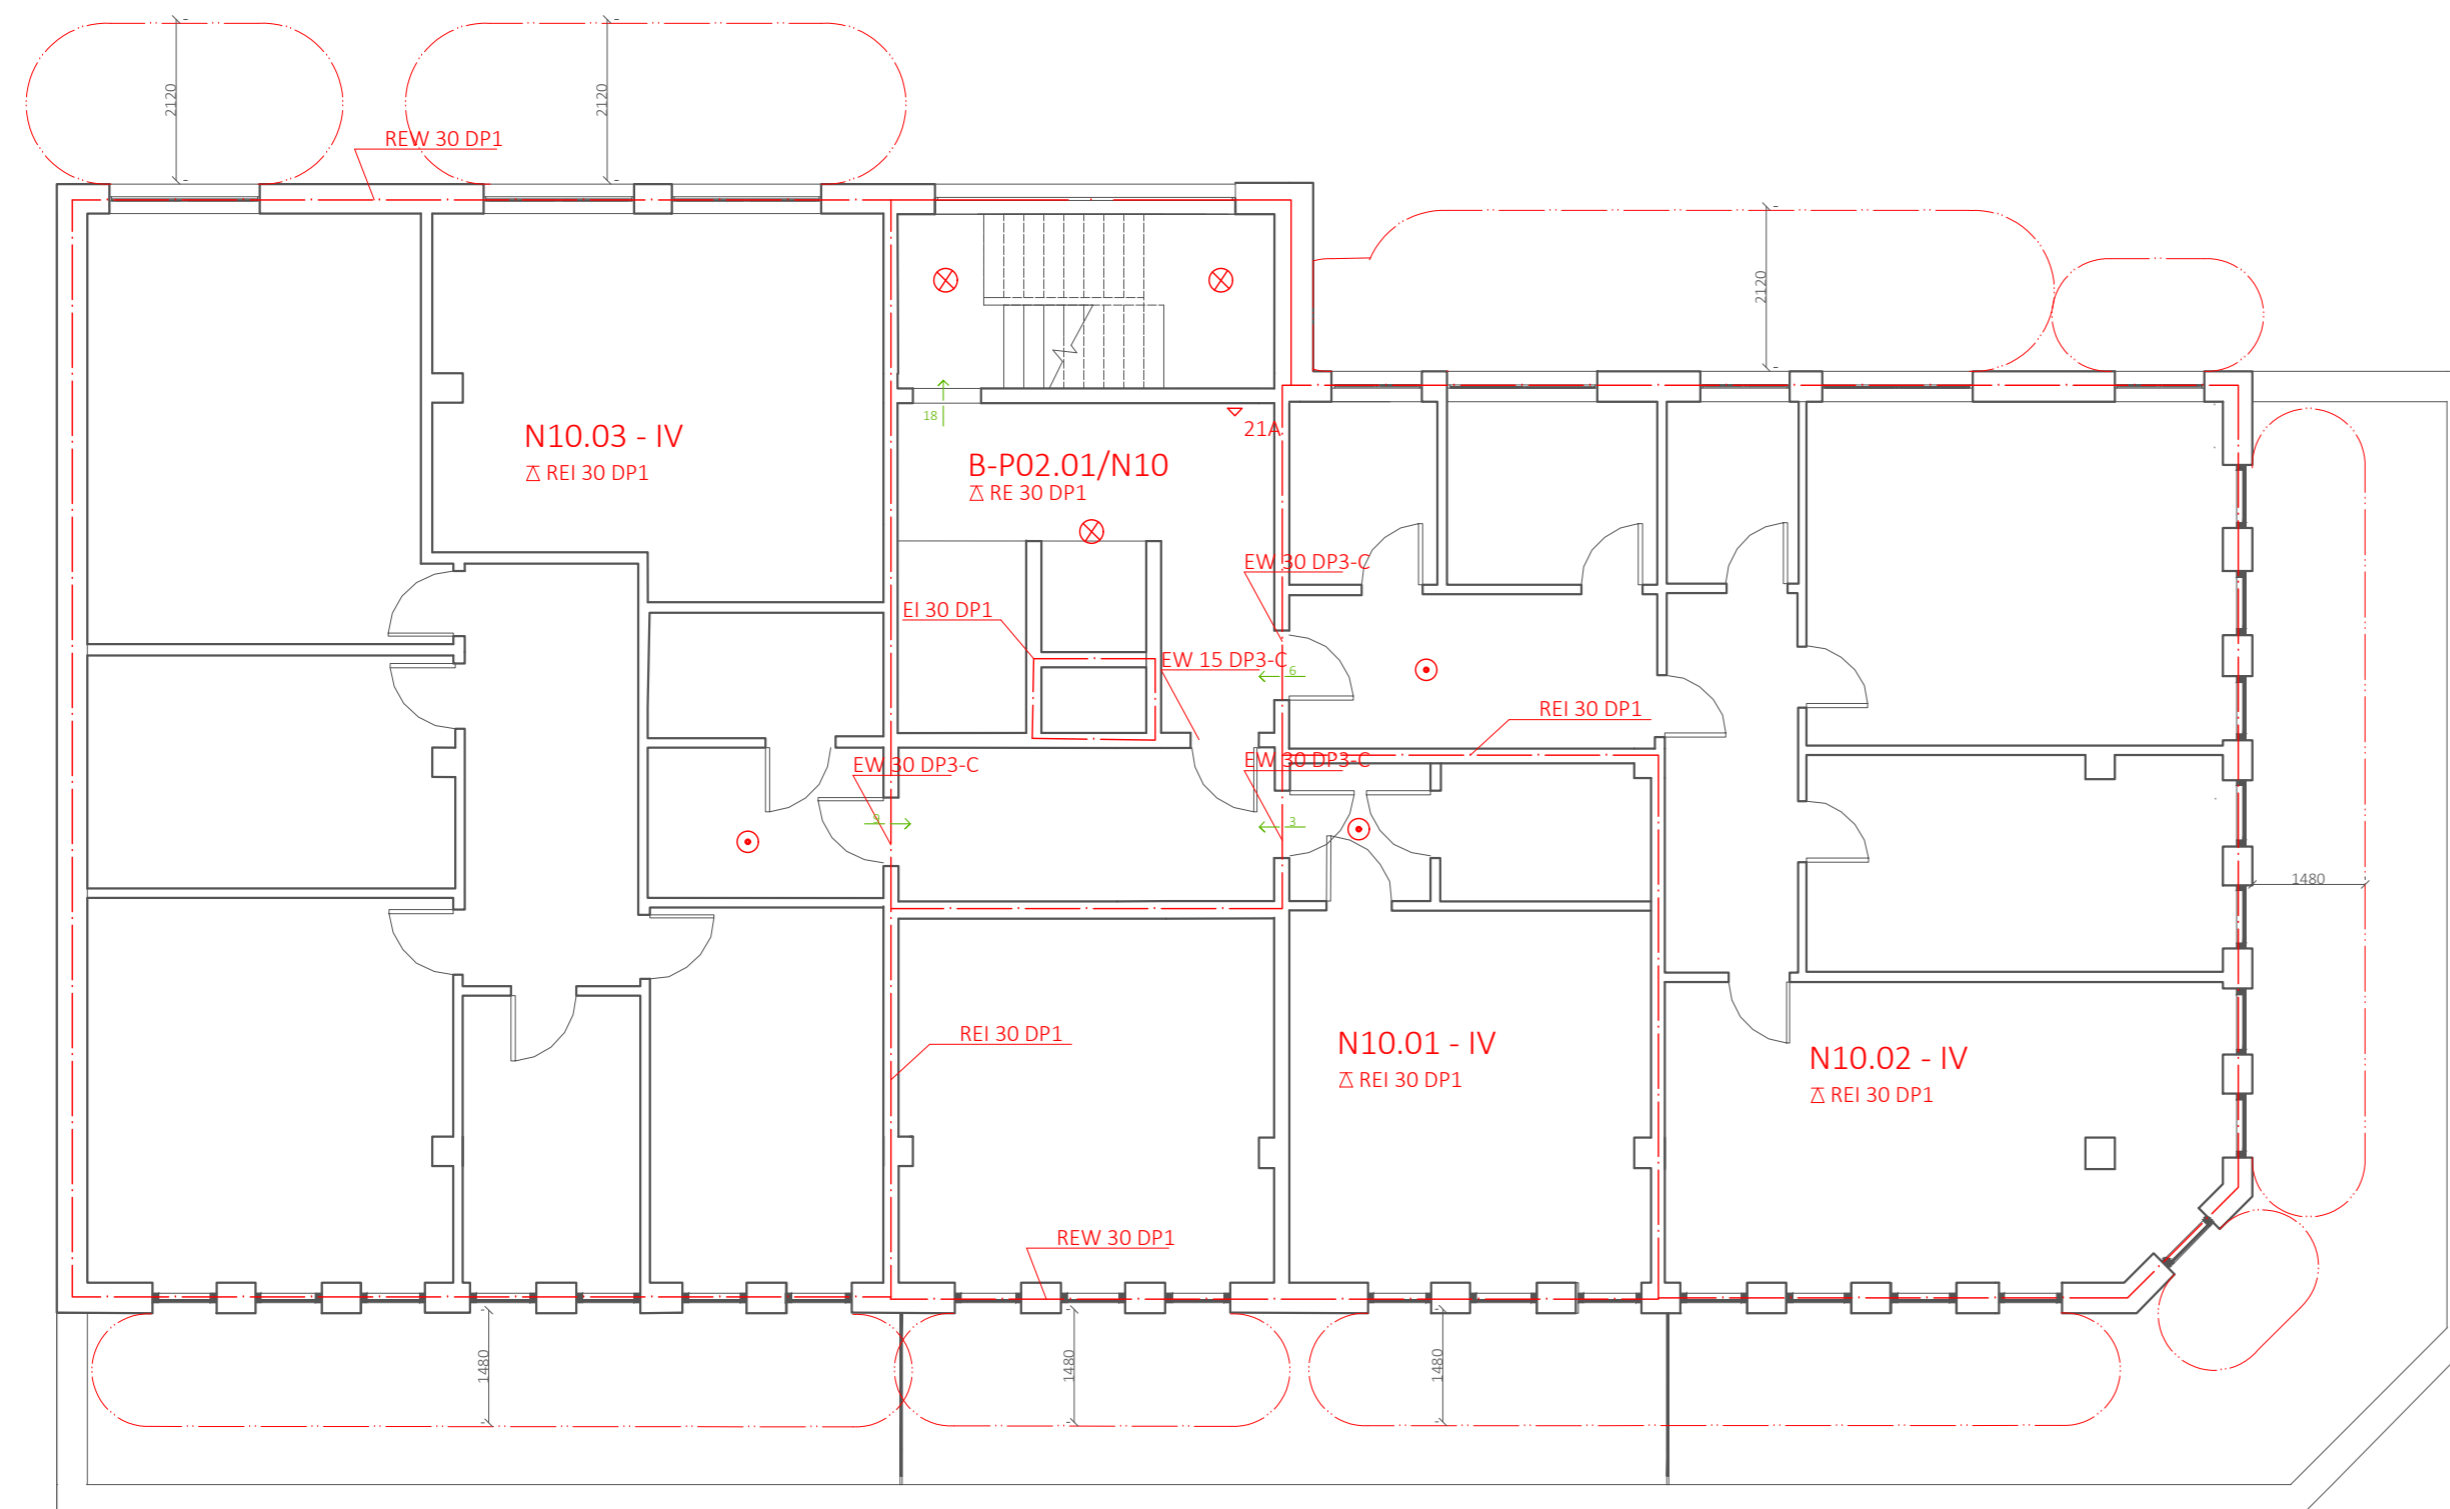 2120
2120
REW 30 DP1
2120
18
21A
N10.03 - IV
REI 30 DP1
B-P02.01/N10
RE 30 DP1
EW 30 DP3-C
EI 30 DP1
EW 15 DP3-C
6
REI 30 DP1
EW 30 DP3-C
EW 30 DP3-C
9
3
1480
REI 30 DP1
N10.01 - IV
REI 30 DP1
N10.02 - IV
REI 30 DP1
REW 30 DP1
1480
1480
1480